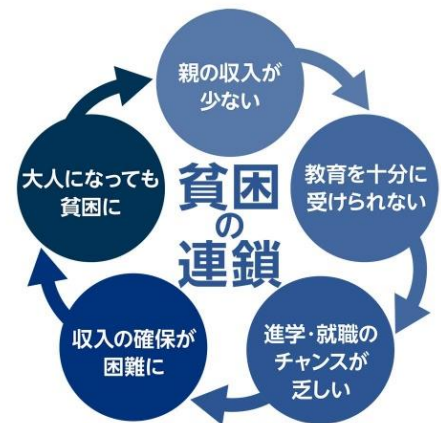 親の収入が
少ない
教育を十分に
受けられない
進学・就職の
チャンスが
乏しい
収入の確保が
困難に
大人になっても
貧困に
貧困
の
連鎖